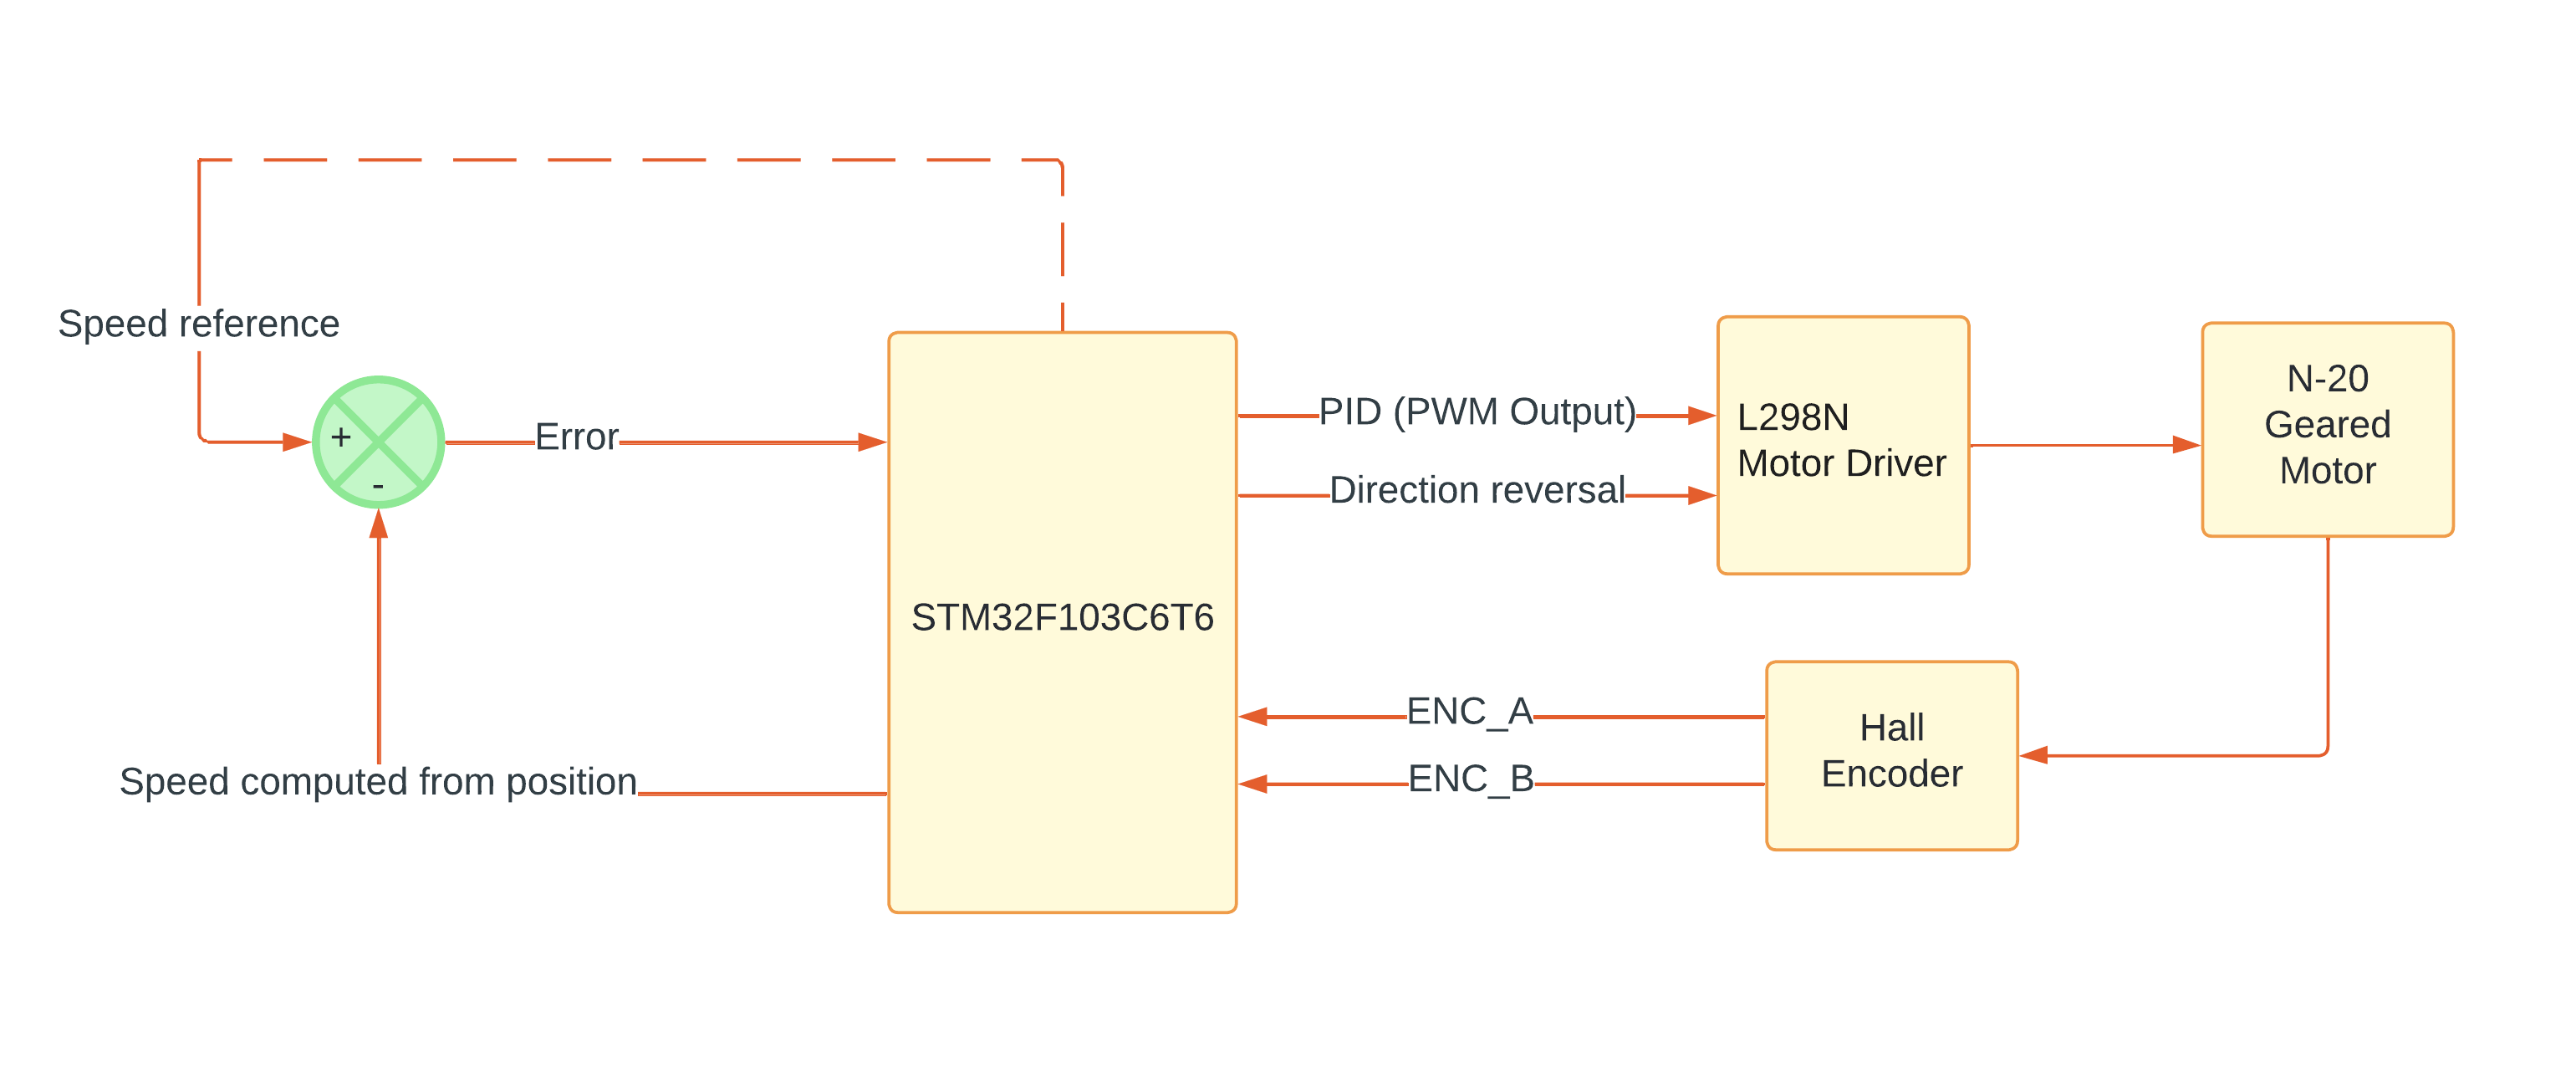 Speed reference
+
-
Error
STM32F103C6T6
PID (PWM Output)
Direction reversal
L298N
Motor Driver
N-20
Geared
Motor
ENC_A
ENC_B
Hall
Encoder
Speed computed from position